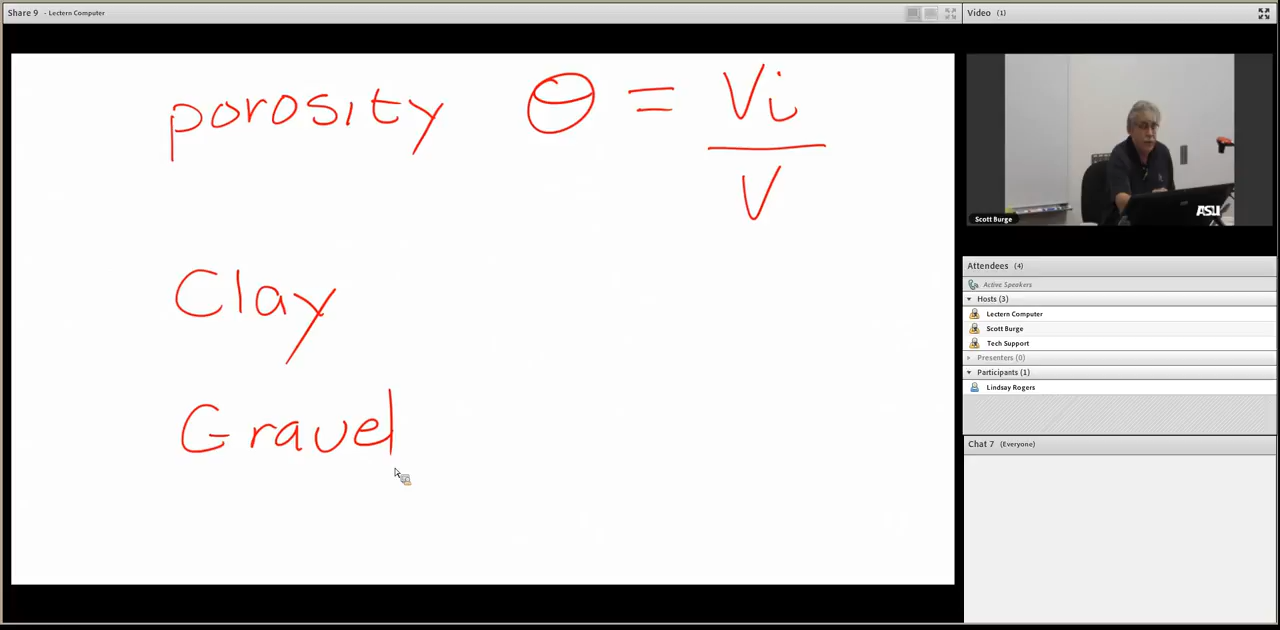 Share 9 - Lectern Computer
Video (1)
porosity θ = Vi
V
Clay
Gravel
ASU
Scott Burge
Attendees (4)
Active Speakers
Hosts (3)
Lectern Computer
Scott Burge
Tech Support
Presenters (0)
Participants (1)
Lindsay Rogers
Chat 7 (Everyone)